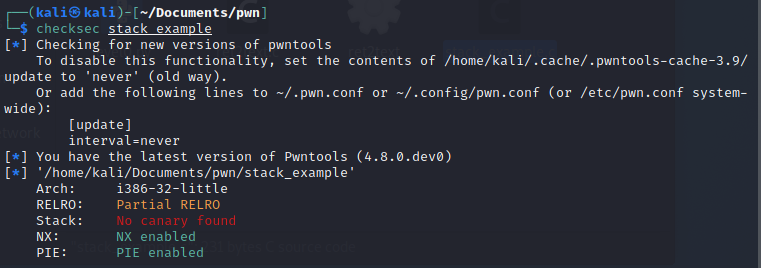 ┌──(kali㉿kali)-[~/Documents/pwn]
└─$ checksec stack_example
[*] Checking for new versions of pwntools
    To disable this functionality, set the contents of /home/kali/.cache/.pwntools-cache-3.9/
update to 'never' (old way).
    Or add the following lines to ~/.pwn.conf or ~/.config/pwn.conf (or /etc/pwn.conf system-
wide):
        [update]
        interval=never
[*] You have the latest version of Pwntools (4.8.0.dev0)
[*] '/home/kali/Documents/pwn/stack_example'
    Arch:     i386-32-little
    RELRO:    Partial RELRO
    Stack:    No canary found
    NX:       NX enabled
    PIE:      PIE enabled